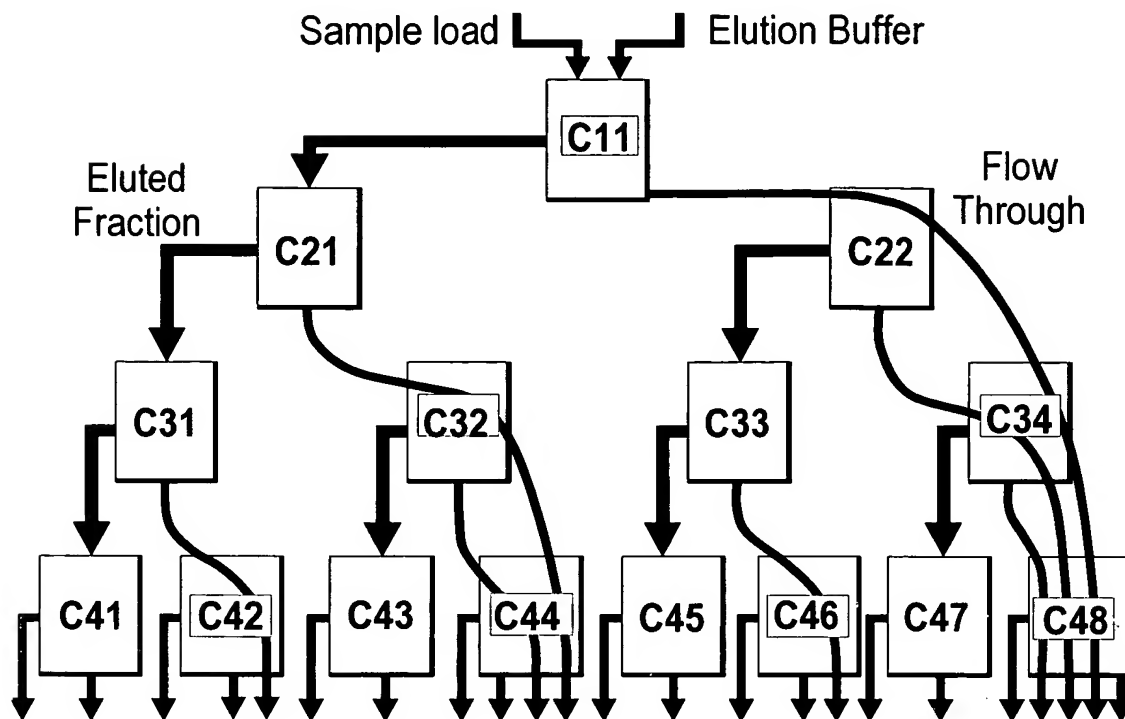 Sample load
Elution Buffer
C11
Eluted
Fraction
Flow
Through
C21
C22
C31
C32
C33
C34
C41
C42
C43
C44
C45
C46
C47
C48